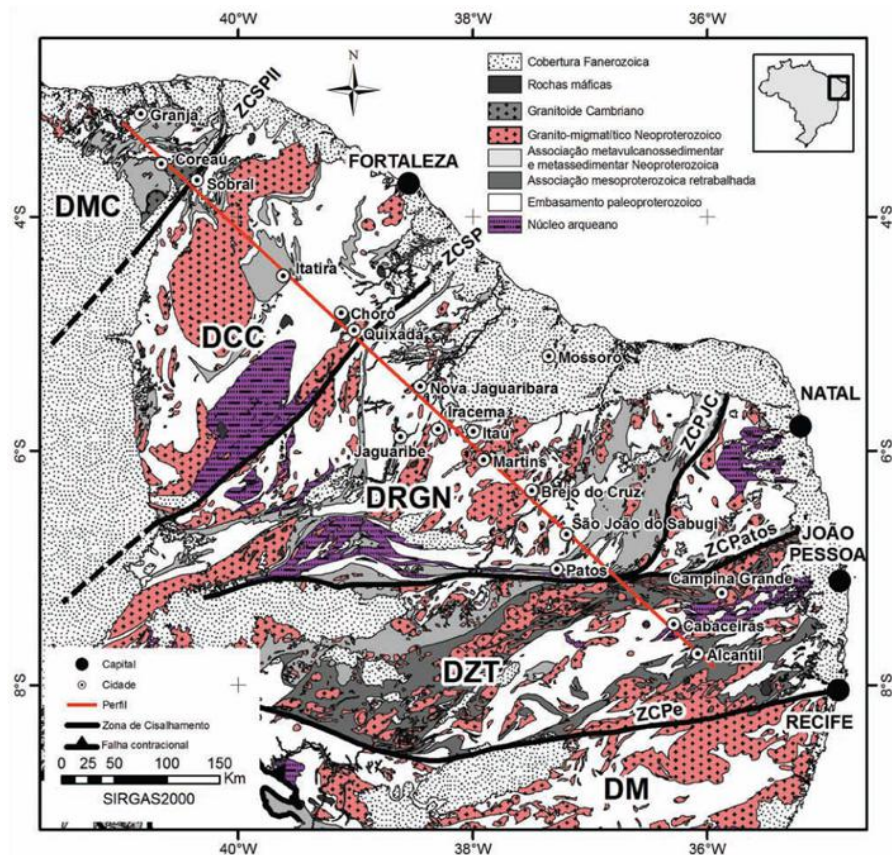 40°W
38°W
36°W
N
Cobertura Fanerozoica
Rochas máficas
Granitoide Cambriano
Granito-migmatítico Neoproterozoico
Associação metavulcanossedimentar
e metassedimentar Neoproterozoica
Associação mesoproterozoica retrabalhada
Embasamento paleoproterozoico
Núcleo arqueano
ZCSPII
Granja
Coreaú
Sobral
FORTALEZA
DMC
4°S
4°S
ZCSP
Itatira
Choró
Quixadá
DCC
Mossoro
Nova Jaguaribara
NATAL
ZCPJC
Iracema
Itaú
6°S
Jaguaribe
Martins
6°S
DRGN
Brejo do Cruz
São João do Sabugi
ZCPatos
JOÃO
PESSOA
Patos
Campina Grande
Cabaceiras
Alcantil
DZT
8°S
8°S
ZCPe
RECIFE
DM
Capital
Cidade
Perfil
Zona de Cisalhamento
Falha contracional
0 25 50 100 150
Km
SIRGAS2000
40°W
38°W
36°W